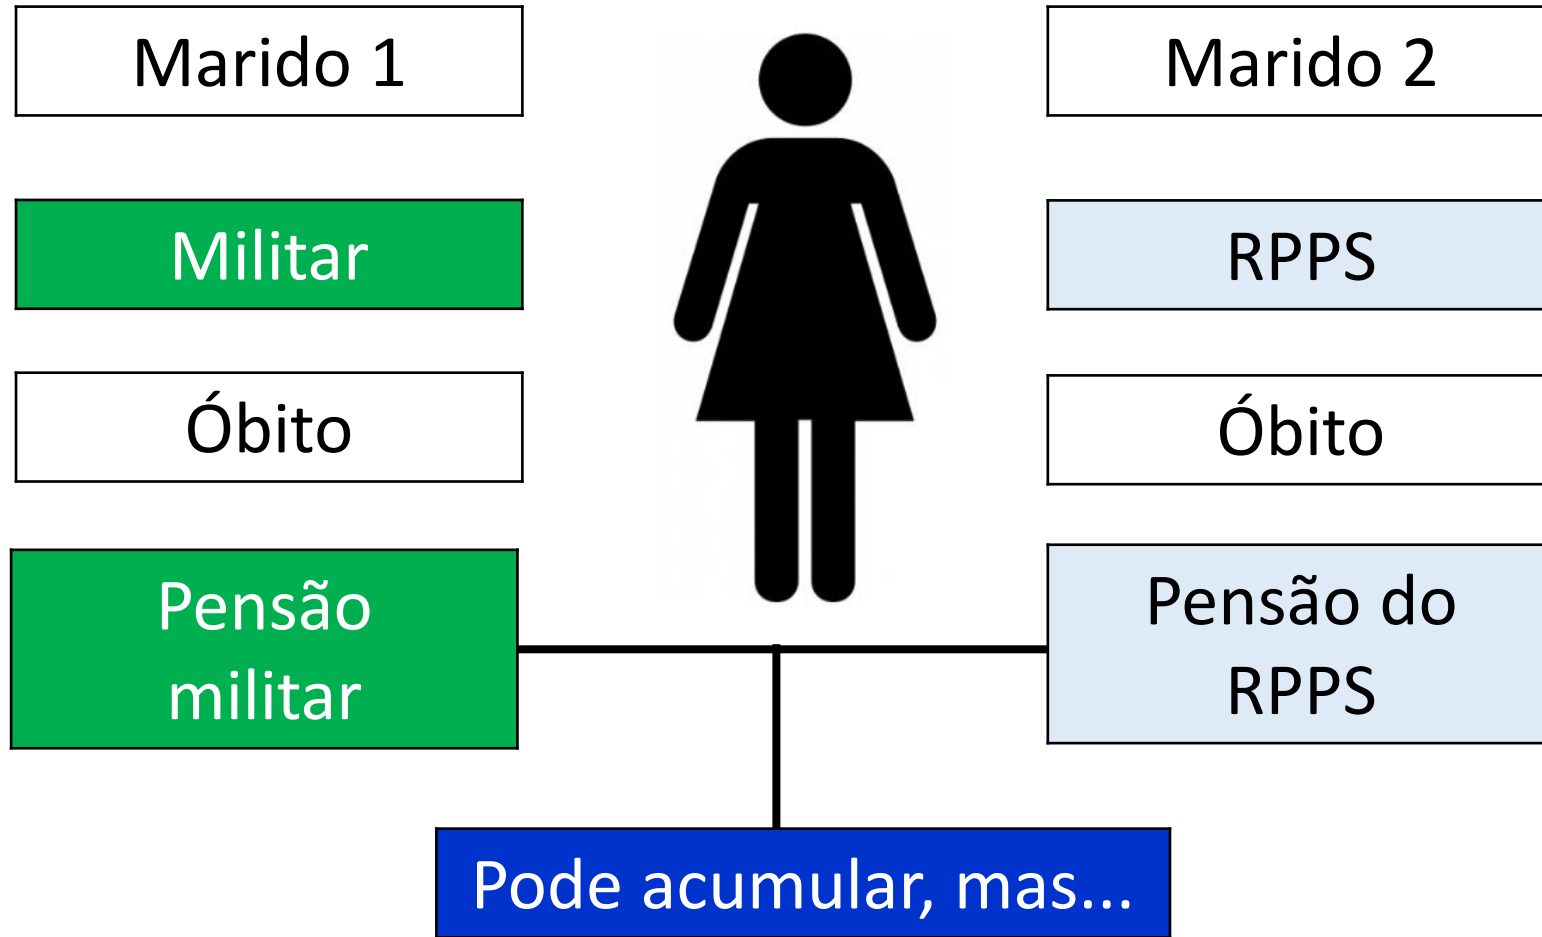 Marido 1
Militar
Óbito
Pensão
militar
Marido 2
RPPS
Óbito
Pensão do
RPPS
Pode acumular, mas...